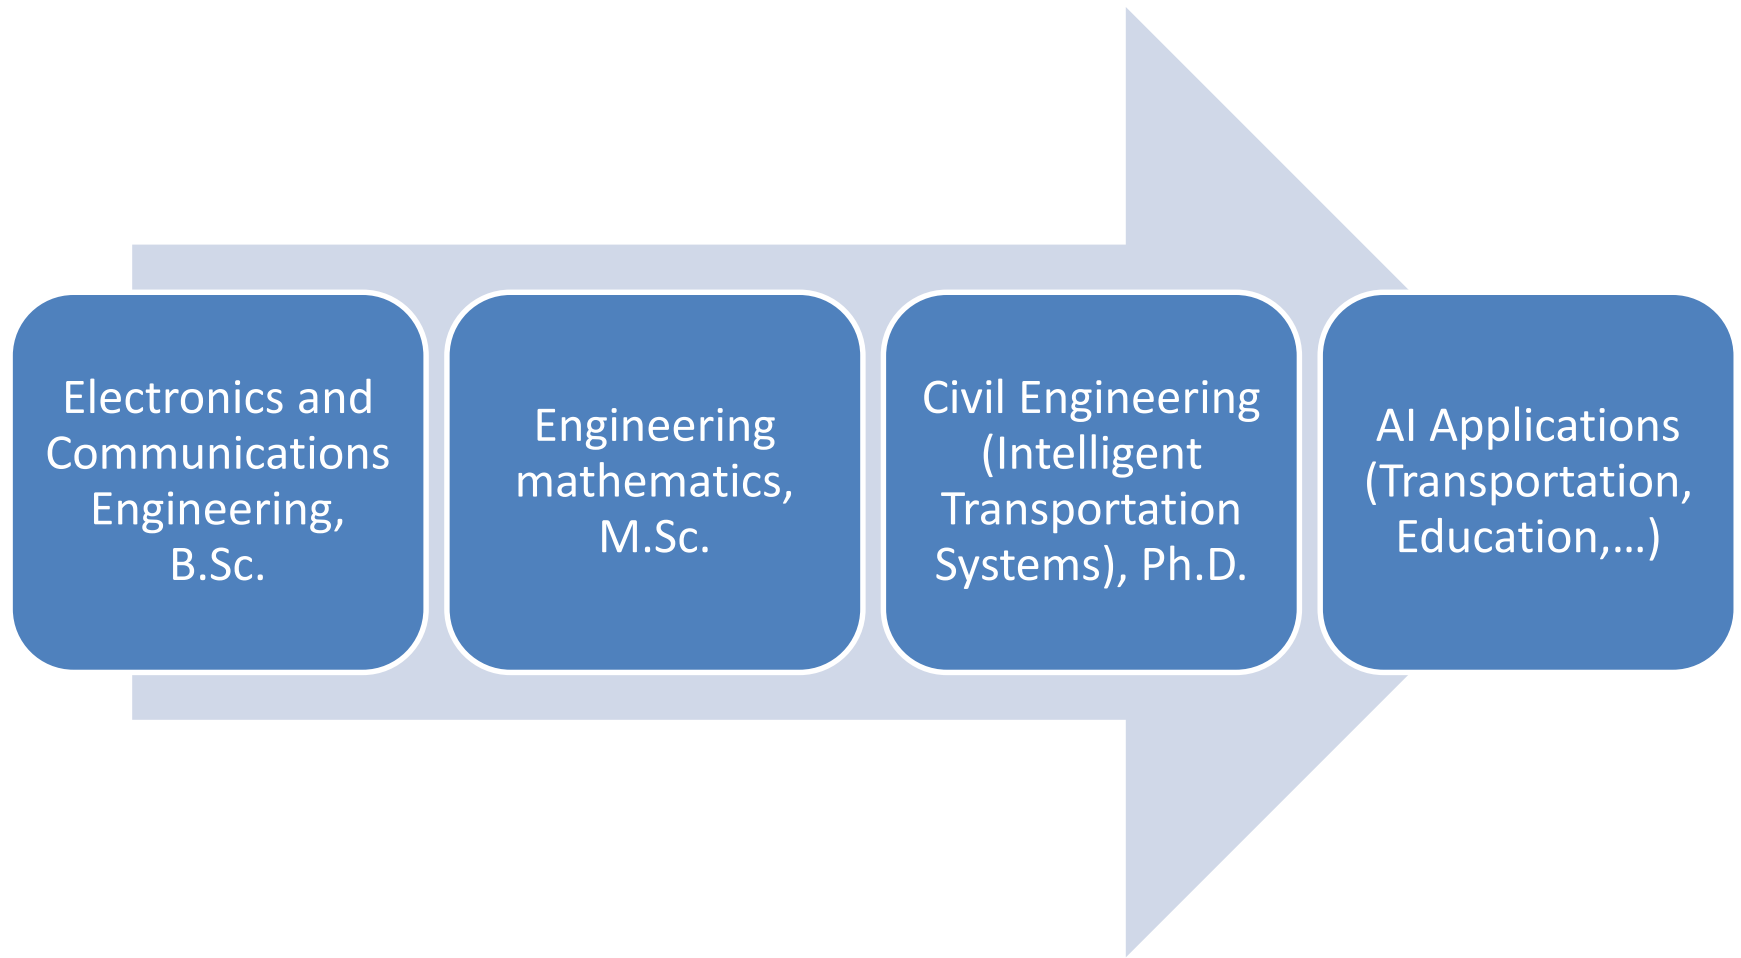 Electronics and
Communications
Engineering,
B.Sc.
Engineering
mathematics,
M.Sc.
Civil Engineering
(Intelligent
Transportation
Systems), Ph.D.
AI Applications
(Transportation,
Education,...)